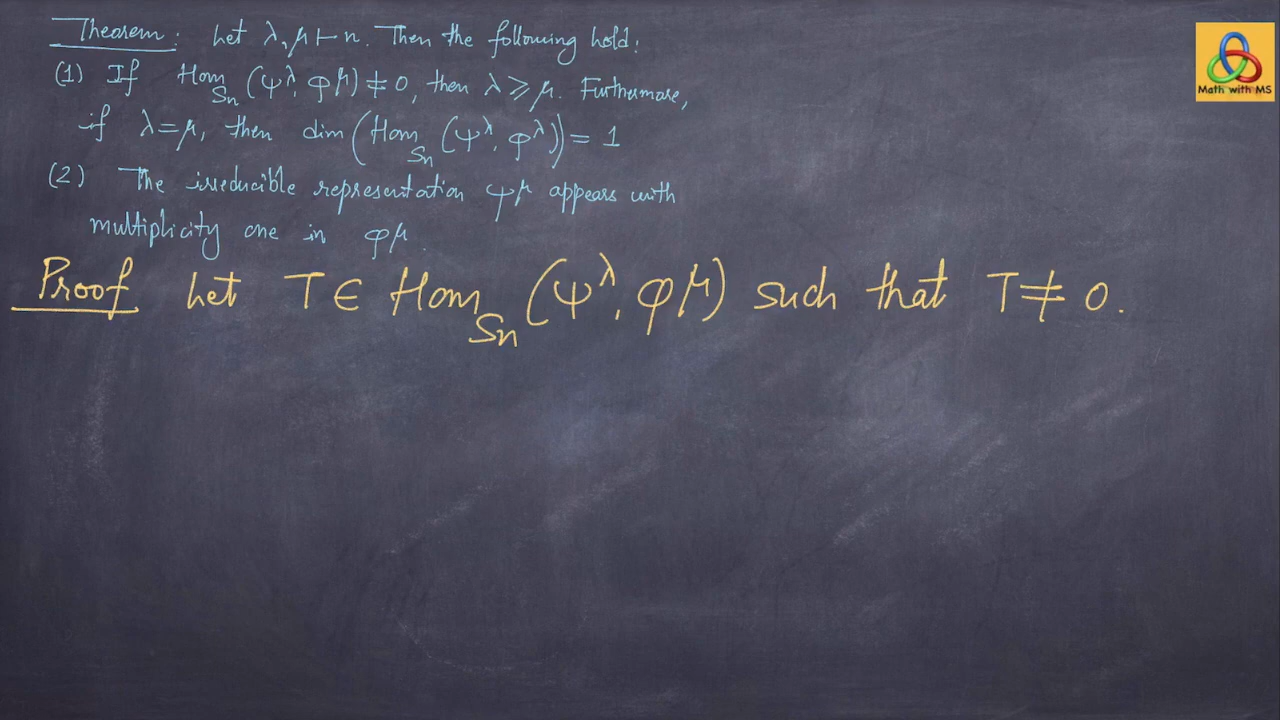 Theorem: Let λ, μ ⊢ n. Then the following hold:
(1) If Hom_Sn (ψ^λ, φ^μ) ≠ 0, then λ ⩾ μ. Furthermore,
if λ = μ, then dim (Hom_Sn (ψ^λ, φ^λ)) = 1
(2) The irreducible representation ψ^μ appears with
multiplicity one in φ^μ.
Proof Let T ∈ Hom_Sn (ψ^λ, φ^μ) such that T ≠ 0.
Math with MS